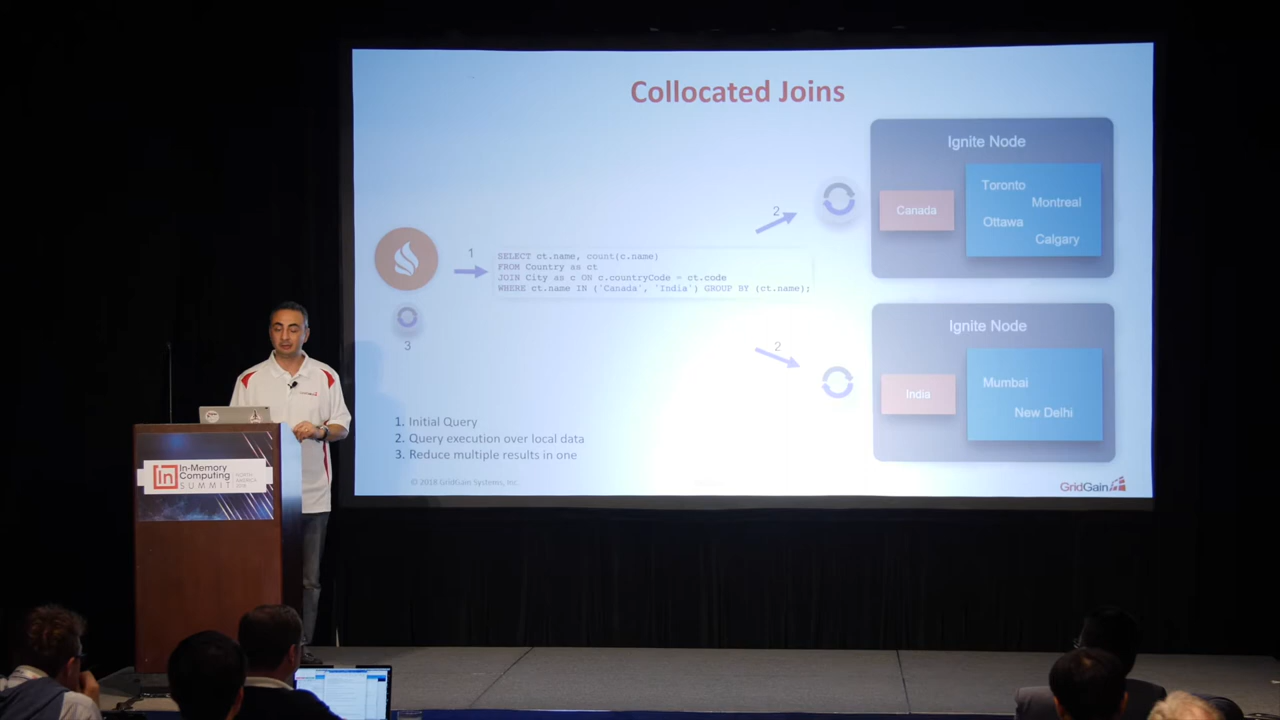 Collocated Joins
1
SELECT ct.name, count(c.name)
FROM Country as ct
JOIN City as c ON c.countryCode = ct.code
WHERE ct.name IN ('Canada', 'India') GROUP BY (ct.name);
3
2
Ignite Node
Canada
Toronto
Montreal
Ottawa
Calgary
2
Ignite Node
India
Mumbai
New Delhi
1. Initial Query
2. Query execution over local data
3. Reduce multiple results in one
© 2018 GridGain Systems, Inc.
GridGain
In-Memory
Computing
SUMMIT
NORTH
AMERICA
2018